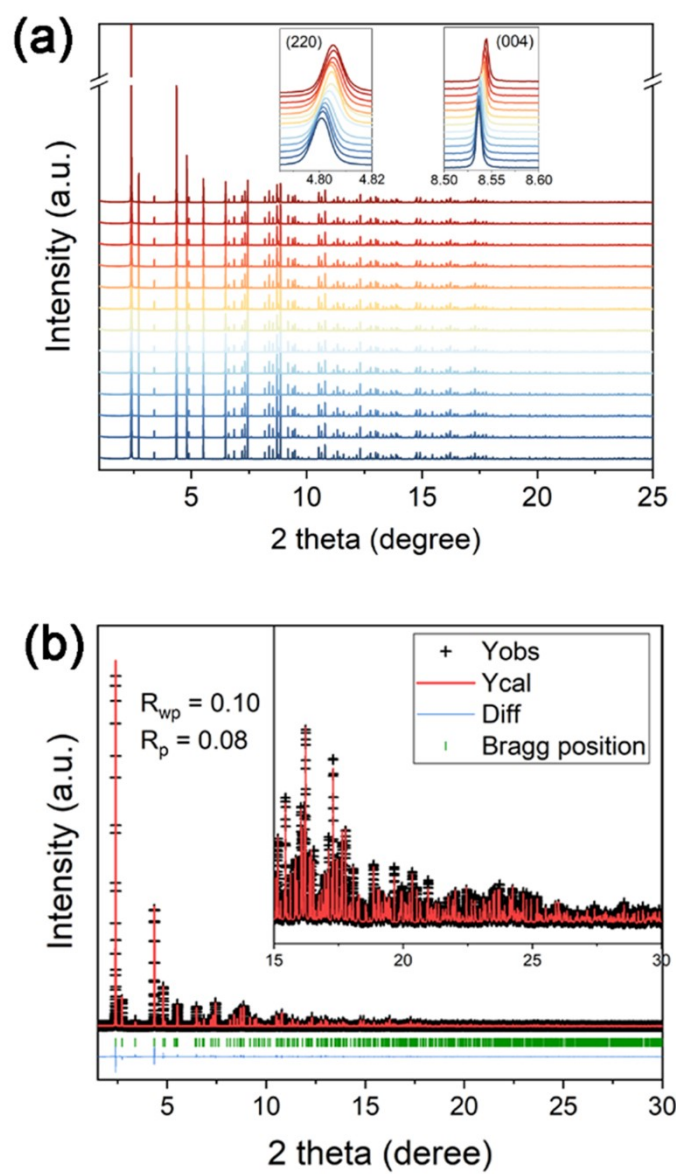 (a)
(220)
(004)
4.80 4.82
8.50 8.55 8.60
Intensity (a.u.)
5 10 15 20 25
2 theta (degree)
(b)
Rwp = 0.10
Rp = 0.08
Yobs
Ycal
Diff
Bragg position
15 20 25 30
Intensity (a.u.)
5 10 15 20 25 30
2 theta (deree)